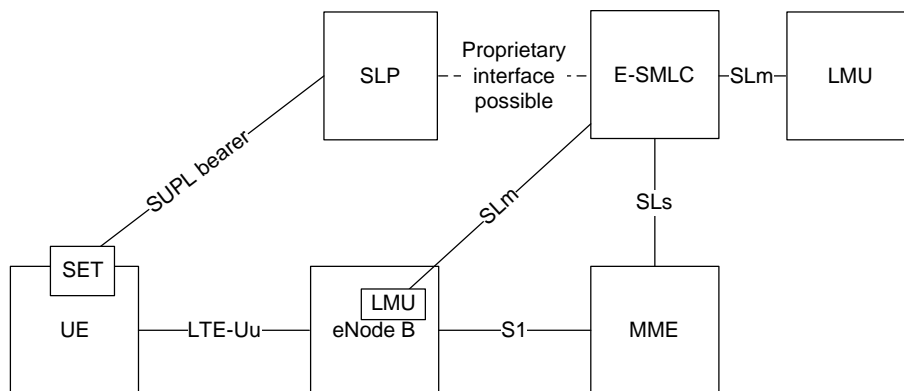 SLP
Proprietary
interface
possible
E-SMLC
SLm
LMU
SUPL bearer
SLm
SLs
SET
UE
LTE-Uu
LMU
eNode B
S1
MME